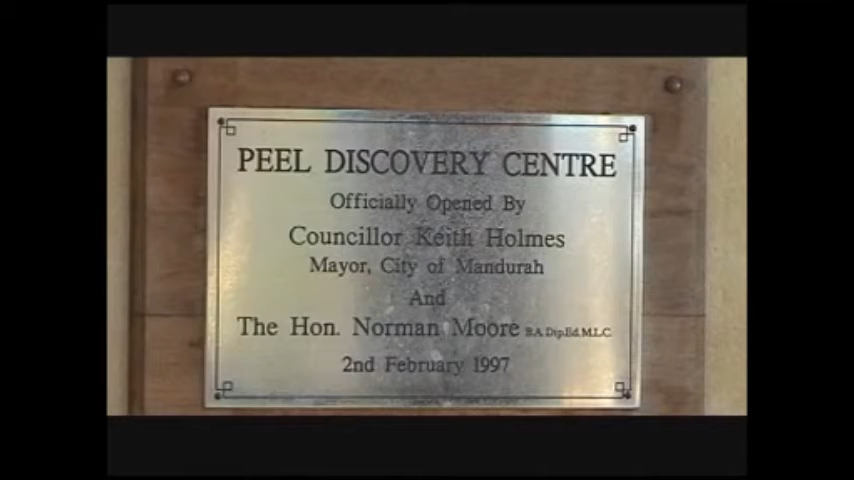 PEEL DISCOVERY CENTRE
Officially Opened By
Councillor Keith Holmes
Mayor, City of Mandurah
And
The Hon. Norman Moore B.A. Dip.Ed. M.L.C.
2nd February 1997